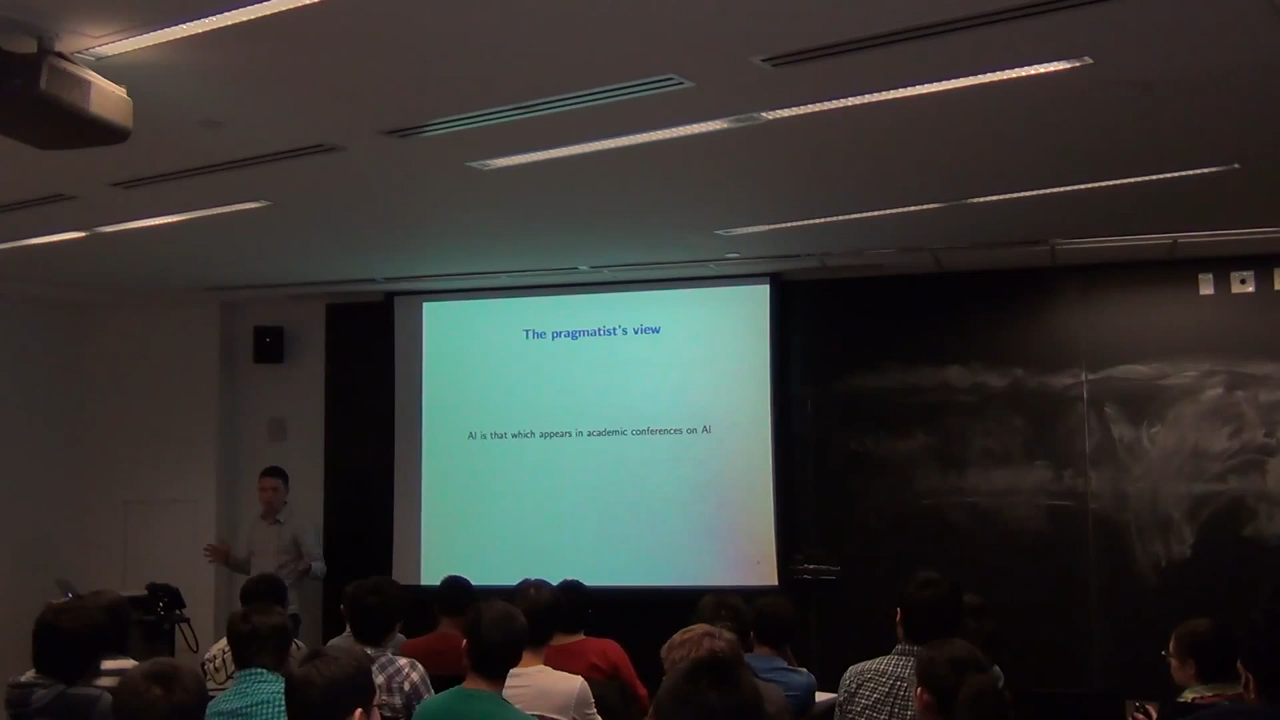 The pragmatist's view
AI is that which appears in academic conferences on AI